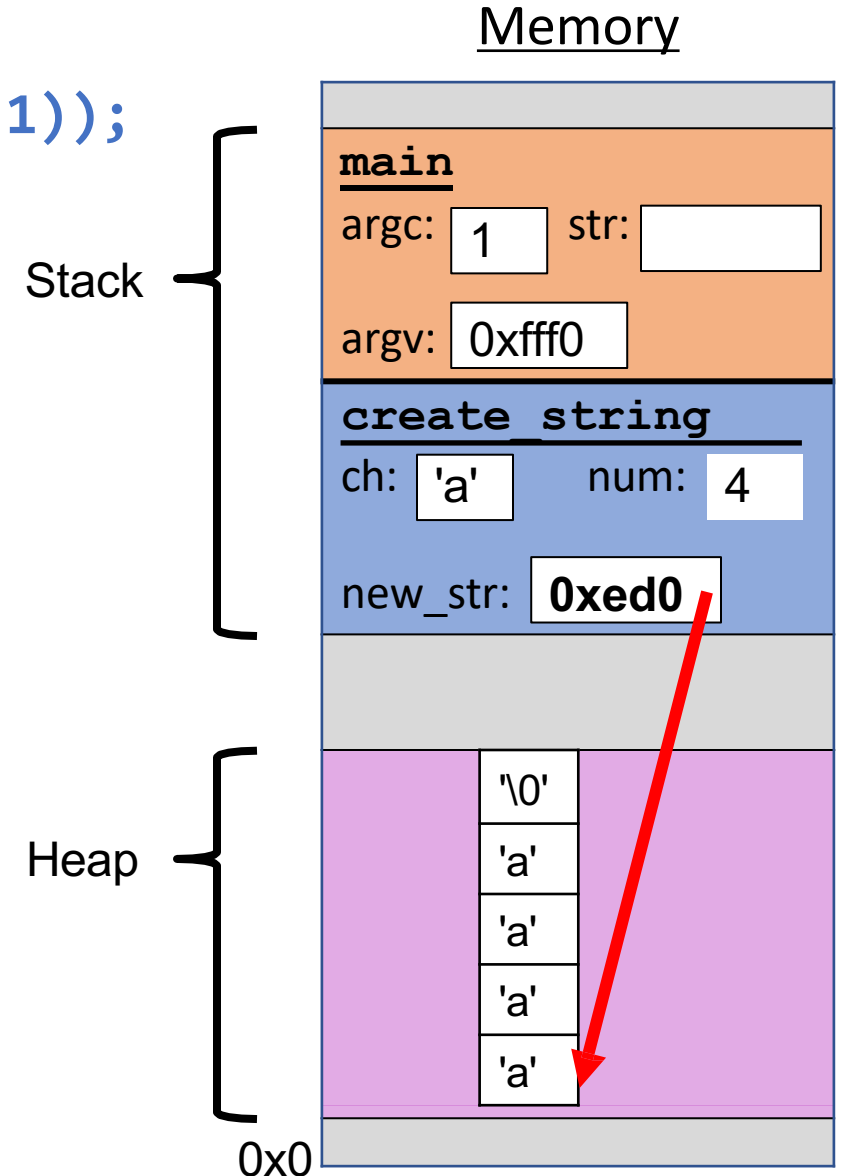 Memory
1));
Stack
main
argc: 1 str:
argv: 0xfff0
create_string
ch: 'a' num: 4
new_str: 0xed0
Heap
'\0'
'a'
'a'
'a'
'a'
0x0